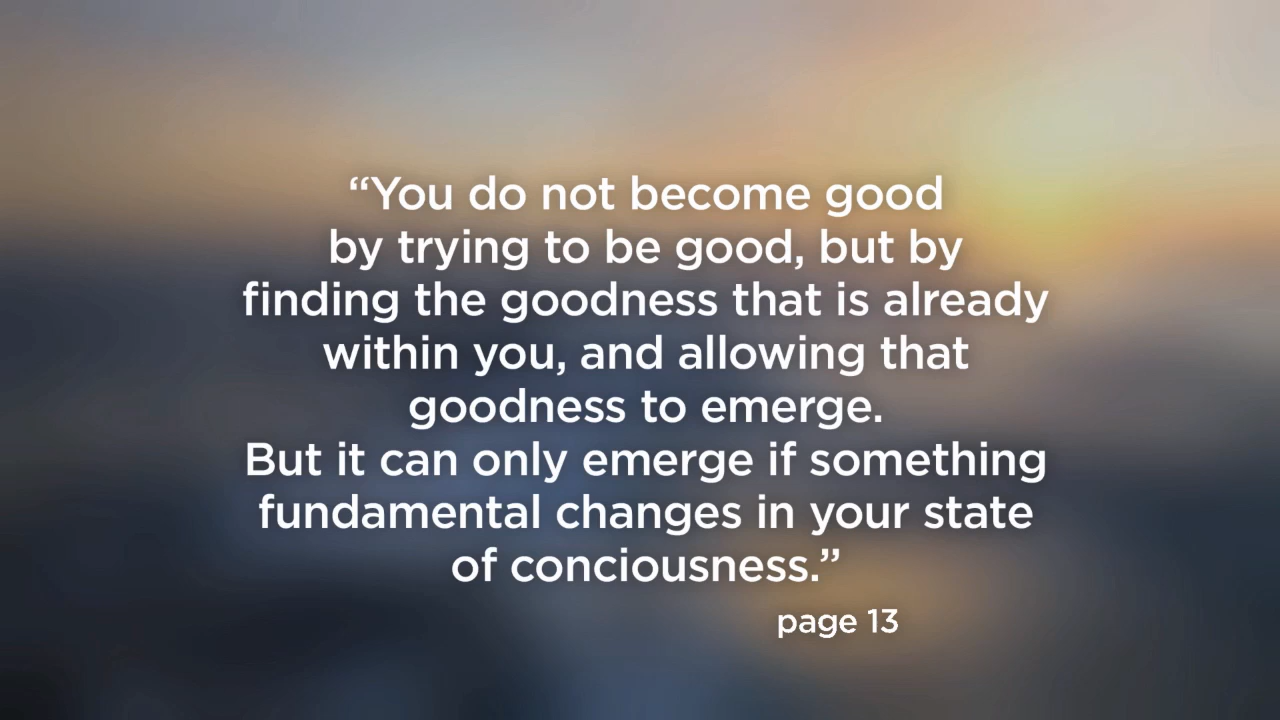 “You do not become good
by trying to be good, but by
finding the goodness that is already
within you, and allowing that
goodness to emerge.
But it can only emerge if something
fundamental changes in your state
of conciousness.”
page 13